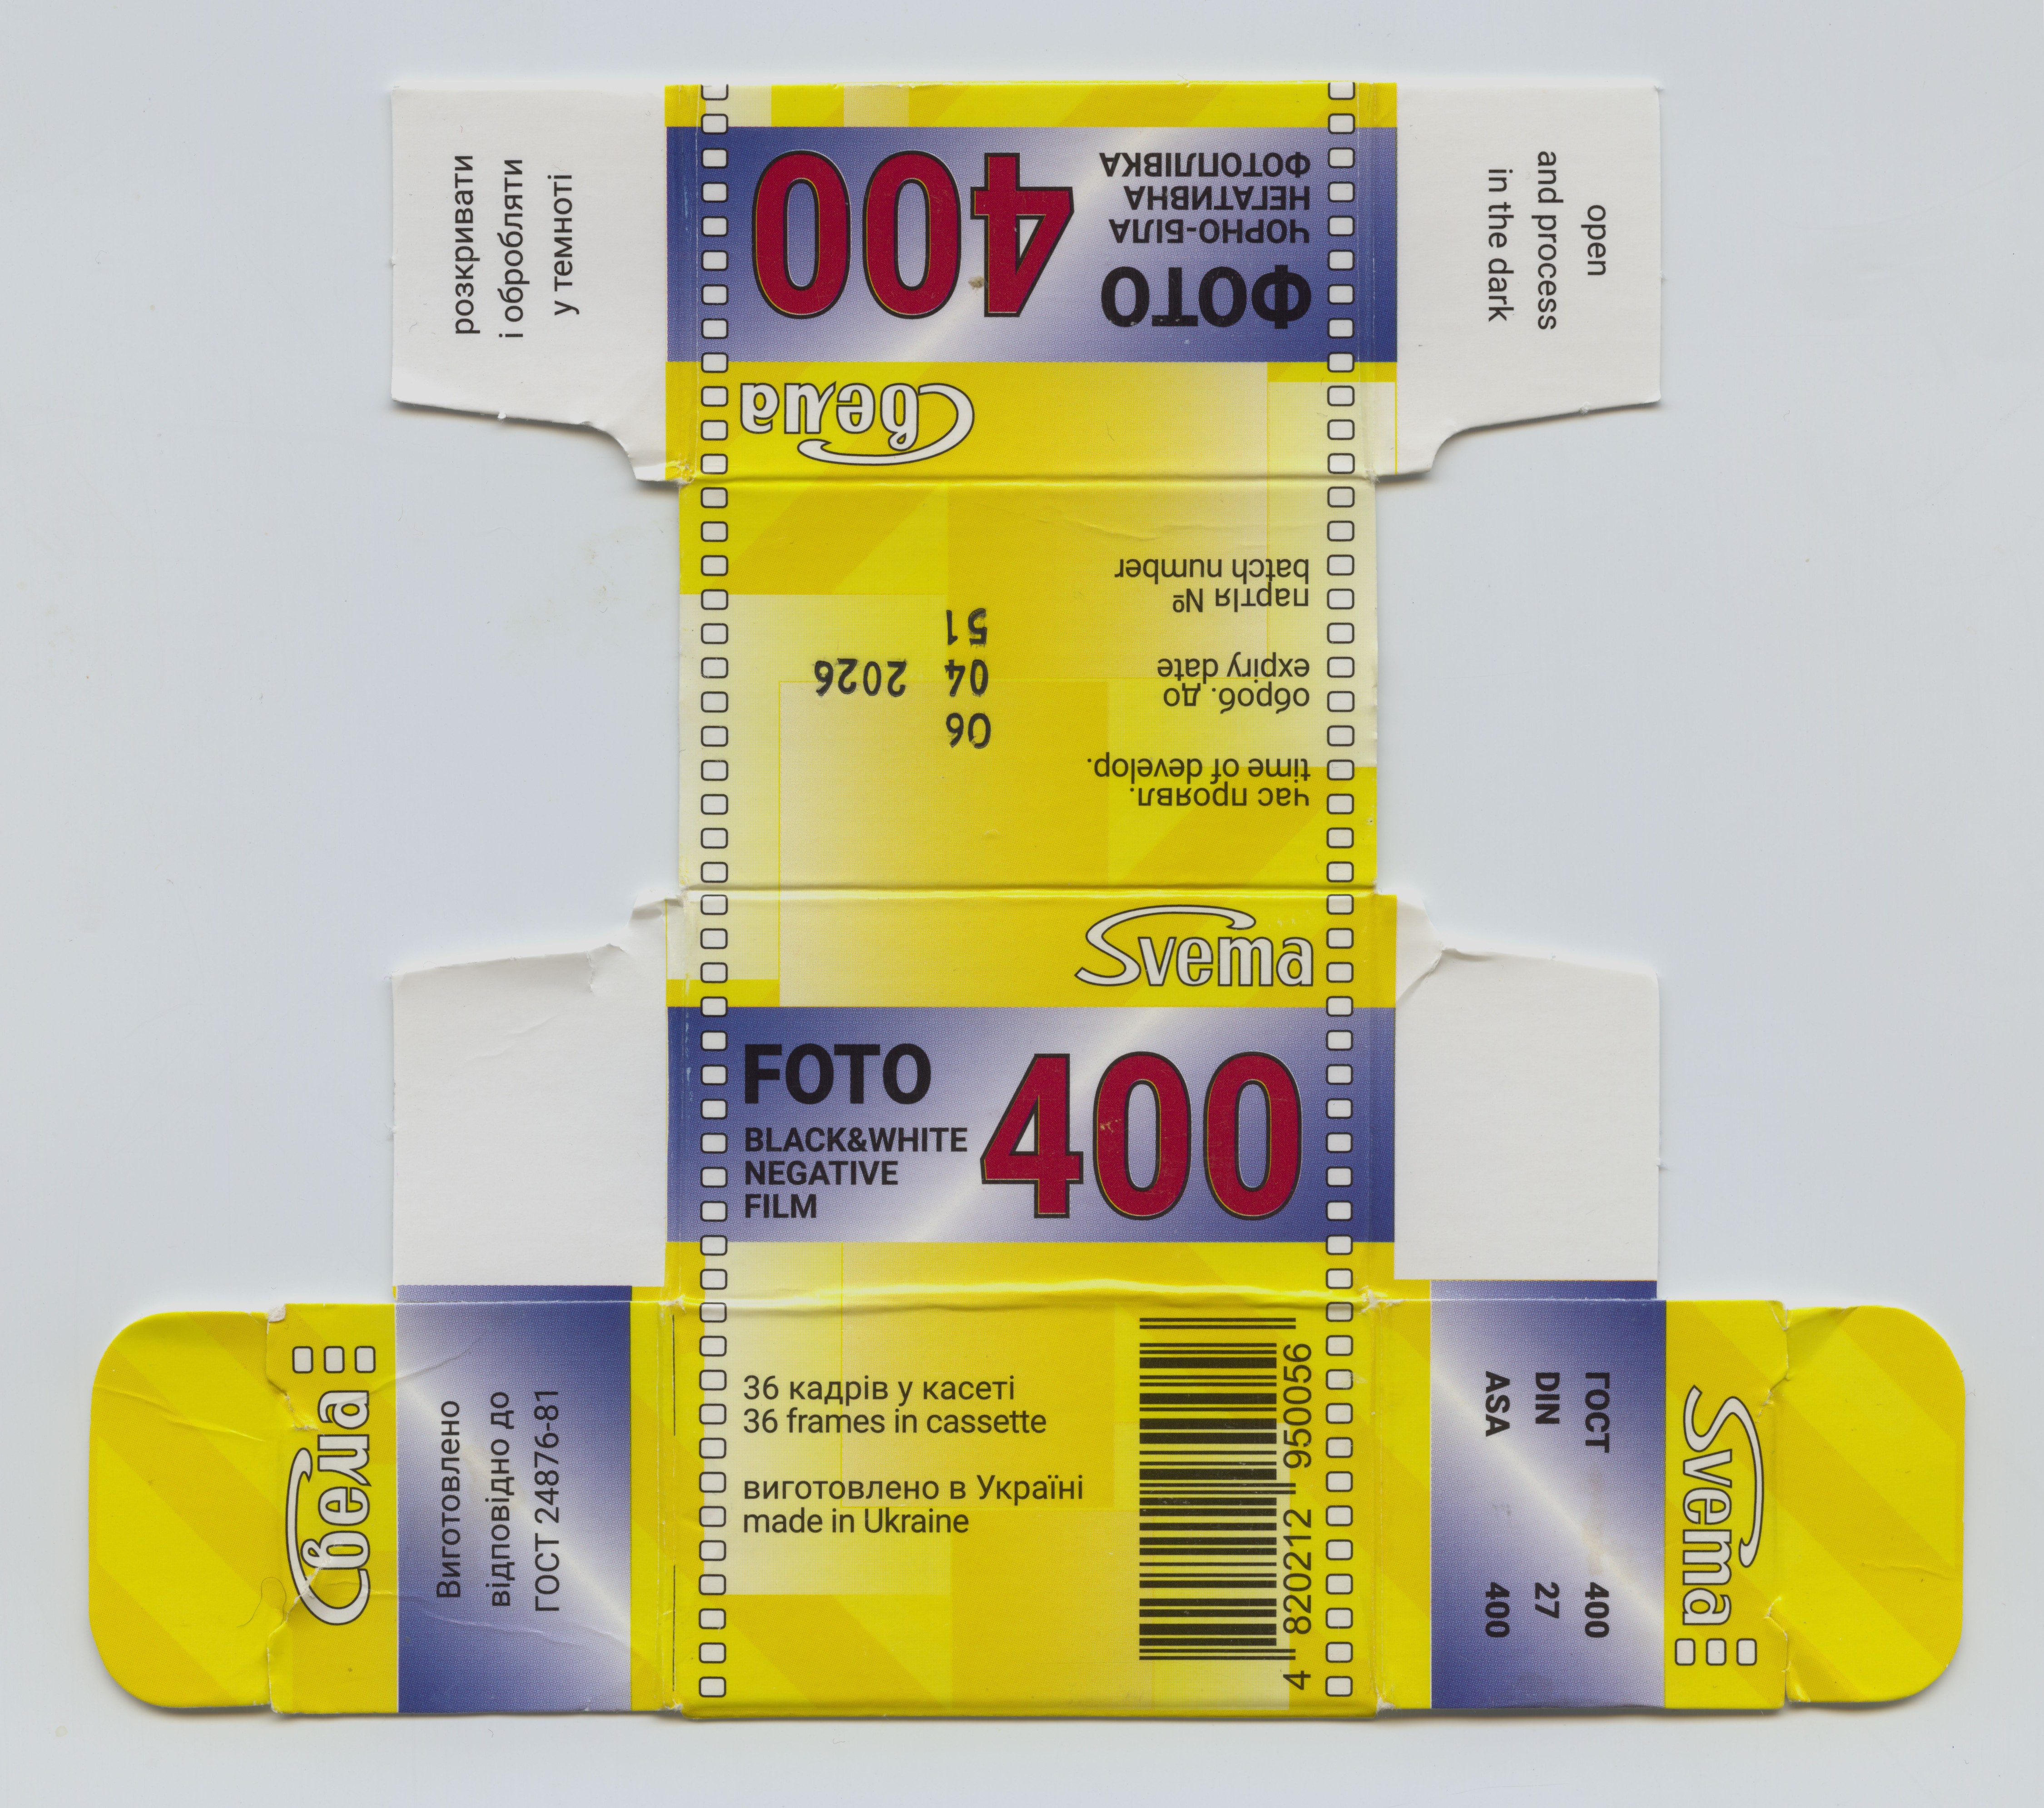 розкривати
і обробляти
у темноті
Свема
ФОТО
ЧОРНО-БІЛА
НЕГАТИВНА
ФОТОПЛІВКА
400
open
and process
in the dark
час проявл.
time of develop.
06
оброб. до
expiry date
04 2026
партІя №
batch number
51
Svema
FOTO
BLACK&WHITE
NEGATIVE
FILM
400
Свема
Виготовлено
відповідно до
ГОСТ 24876-81
36 кадрів у касеті
36 frames in cassette
виготовлено в Україні
made in Ukraine
4 820212 950056
ГОСТ 400
DIN 27
ASA 400
Svema